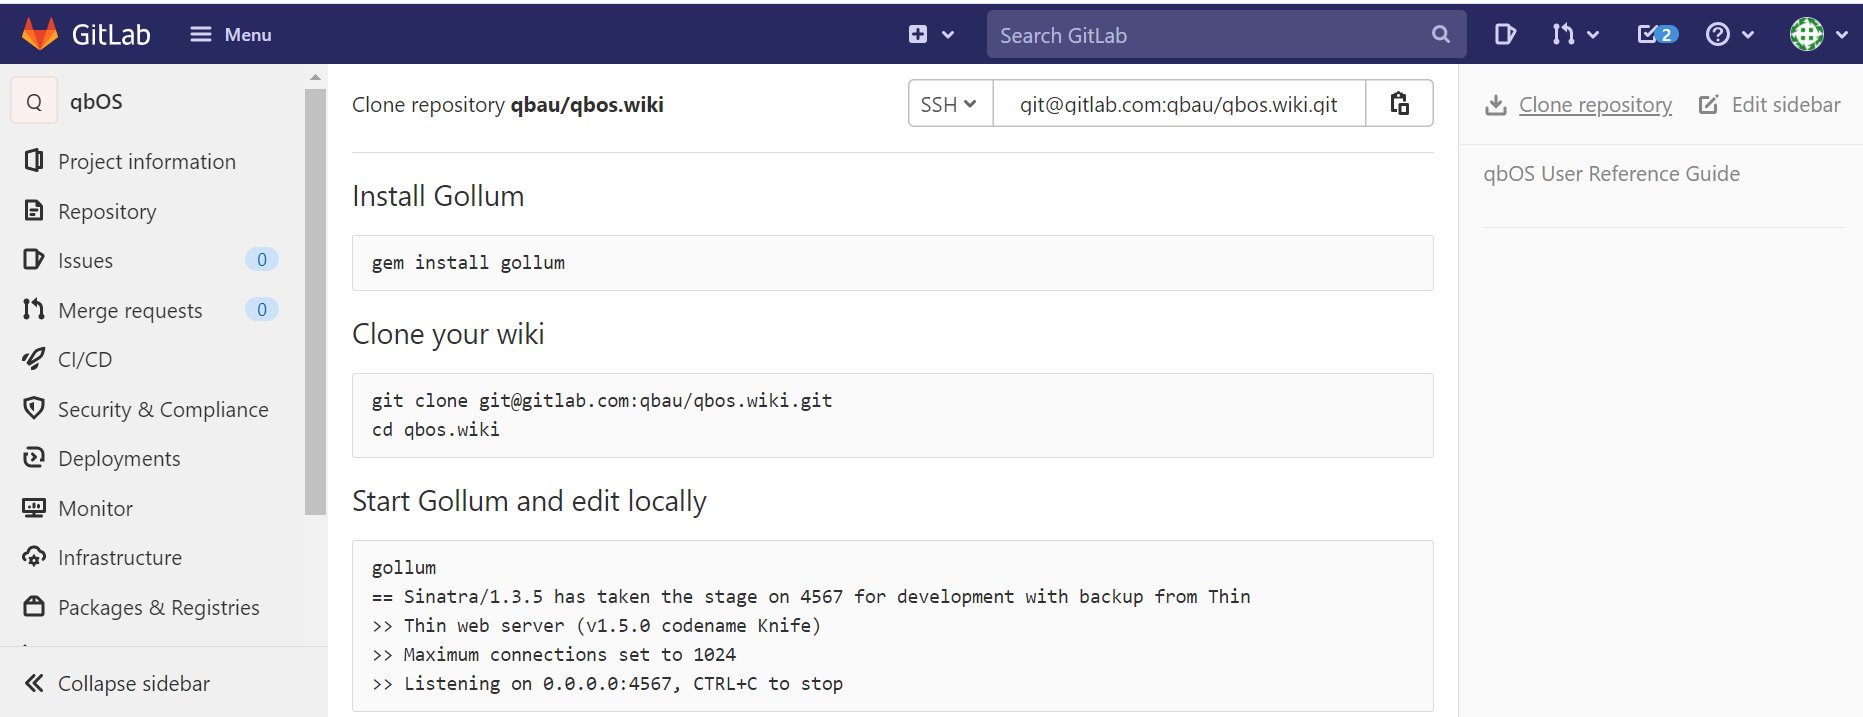 GitLab
Menu
Search GitLab
2
Q
qbOS
Project information
Repository
Issues
0
Merge requests
0
CI/CD
Security & Compliance
Deployments
Monitor
Infrastructure
Packages & Registries
Collapse sidebar
Clone repository qbau/qbos.wiki
SSH
git@gitlab.com:qbau/qbos.wiki.git
Install Gollum
gem install gollum
Clone your wiki
git clone git@gitlab.com:qbau/qbos.wiki.git
cd qbos.wiki
Start Gollum and edit locally
gollum
== Sinatra/1.3.5 has taken the stage on 4567 for development with backup from Thin
>> Thin web server (v1.5.0 codename Knife)
>> Maximum connections set to 1024
>> Listening on 0.0.0.0:4567, CTRL+C to stop
Clone repository
Edit sidebar
qbOS User Reference Guide